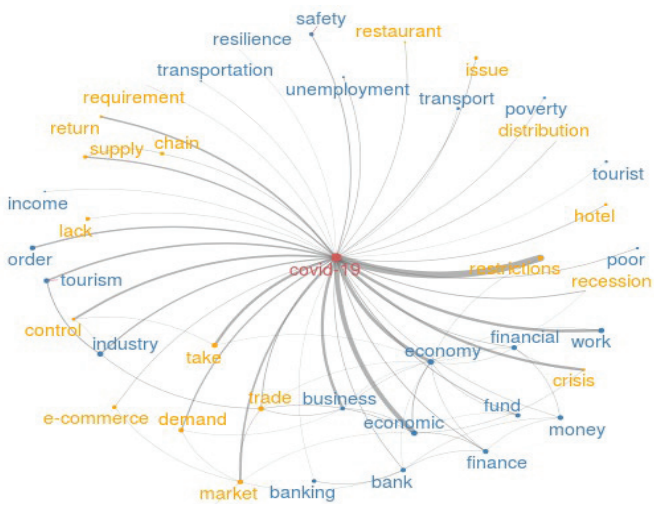 safety
restaurant
resilience
transportation
issue
unemployment
requirement
transport
poverty
return
distribution
supply
chain
tourist
income
hotel
lack
order
poor
covid-19
restrictions
tourism
recession
control
industry
take
economy
financial
work
crisis
trade
business
fund
e-commerce
demand
economic
money
finance
bank
market
banking